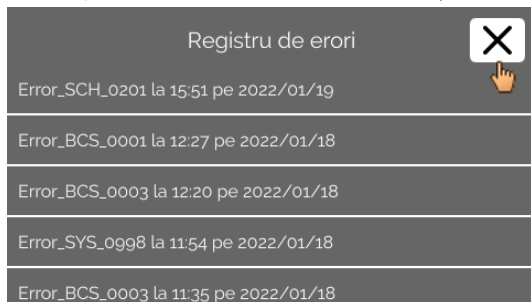 Registru de erori
Error_SCH_0201 la 15:51 pe 2022/01/19
Error_BCS_0001 la 12:27 pe 2022/01/18
Error_BCS_0003 la 12:20 pe 2022/01/18
Error_SYS_0998 la 11:54 pe 2022/01/18
Error_BCS_0003 la 11:35 pe 2022/01/18